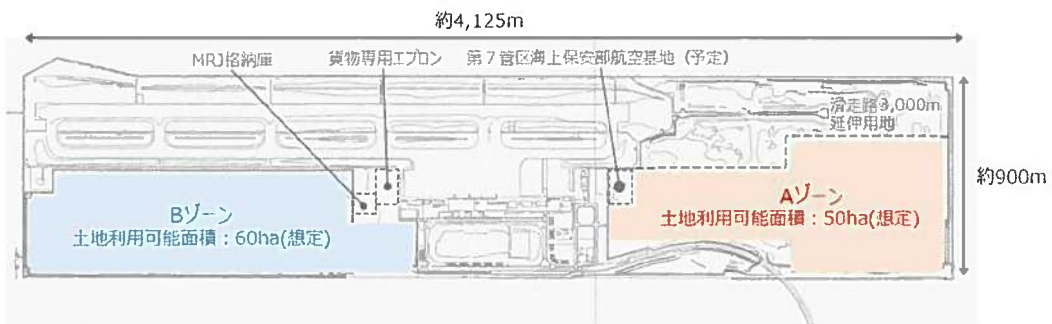 約4,125m
MRJ格納庫
貨物専用エプロン
第7管区海上保安部航空基地（予定）
滑走路3,000m
延伸用地
約900m
Aゾーン
土地利用可能面積：50ha(想定)
Bゾーン
土地利用可能面積：60ha(想定)